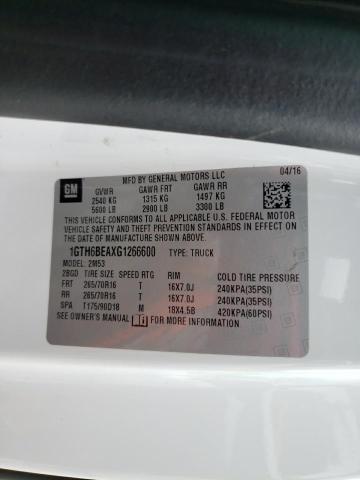 MFD BY GENERAL MOTORS LLC 04/16
GM GVWR GAWR FRT GAWR RR
2540 KG 1315 KG 1497 KG
5600 LB 2900 LB 3300 LB
THIS VEHICLE CONFORMS TO ALL APPLICABLE U.S. FEDERAL MOTOR
VEHICLE SAFETY AND THEFT PREVENTION STANDARDS IN EFFECT ON
THE DATE OF MANUFACTURE SHOWN ABOVE.
1GTH6BEAXG1266600 TYPE: TRUCK
MODEL: 2M53
2BGD TIRE SIZE SPEED RTG RIM COLD TIRE PRESSURE
FRT 265/70R16 T 16X7.0J 240KPA(35PSI)
RR 265/70R16 T 16X7.0J 240KPA(35PSI)
SPA T175/90D18 M 18X4.5B 420KPA(60PSI)
SEE OWNER'S MANUAL FOR MORE INFORMATION